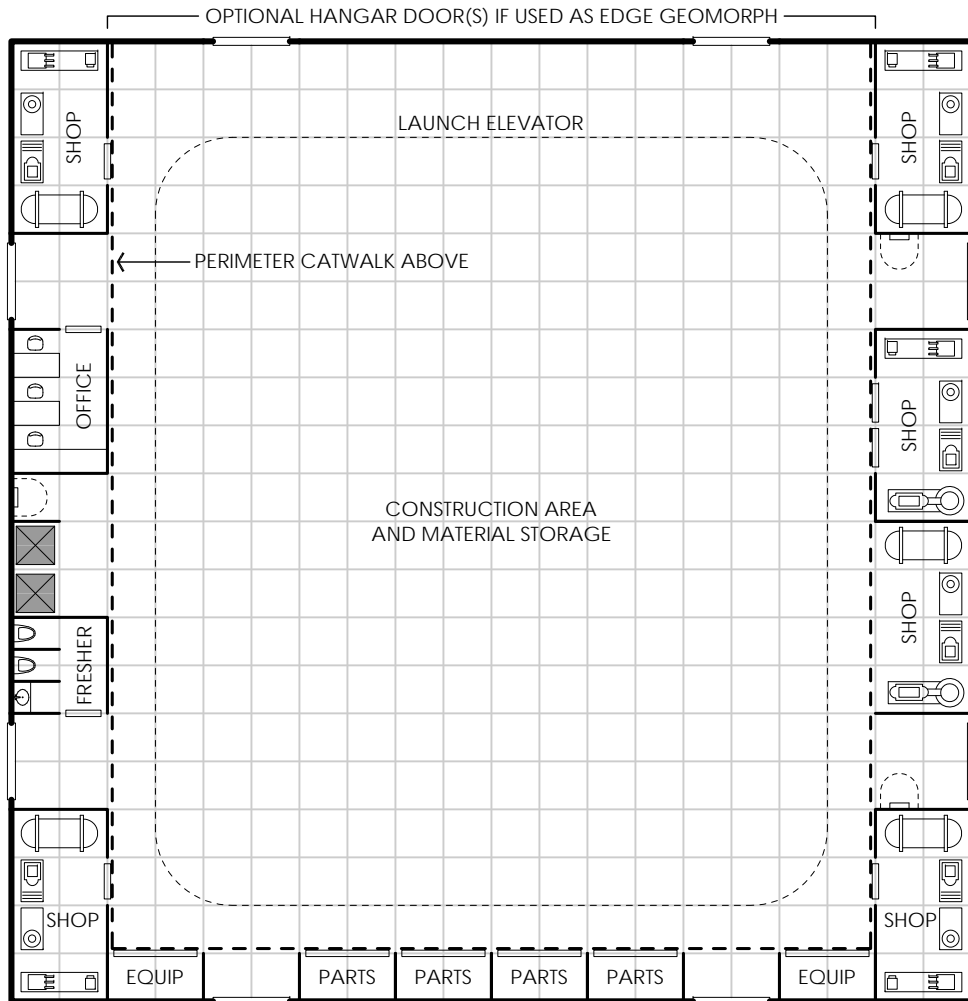 OPTIONAL HANGAR DOOR(S) IF USED AS EDGE GEOMORPH
LAUNCH ELEVATOR
SHOP
SHOP
PERIMETER CATWALK ABOVE
OFFICE
SHOP
CONSTRUCTION AREA
AND MATERIAL STORAGE
SHOP
FRESHER
SHOP
SHOP
EQUIP
PARTS
PARTS
PARTS
PARTS
EQUIP